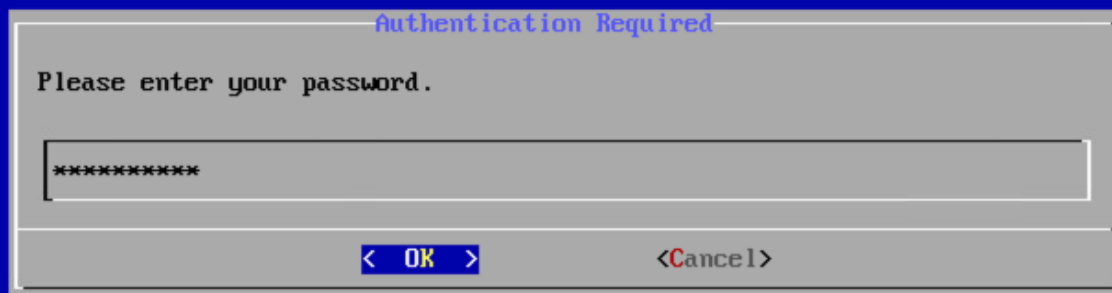 Authentication Required
Please enter your password.
**********
< OK > <Cancel>